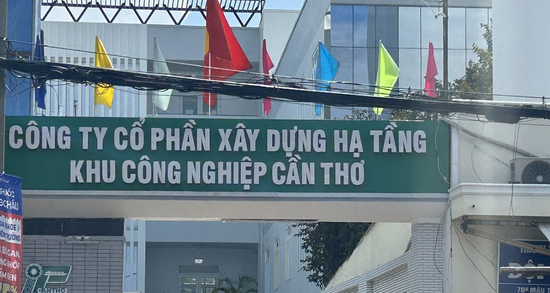 CÔNG TY CỔ PHẦN XÂY DỰNG HẠ TẦNG
KHU CÔNG NGHIỆP CẦN THƠ